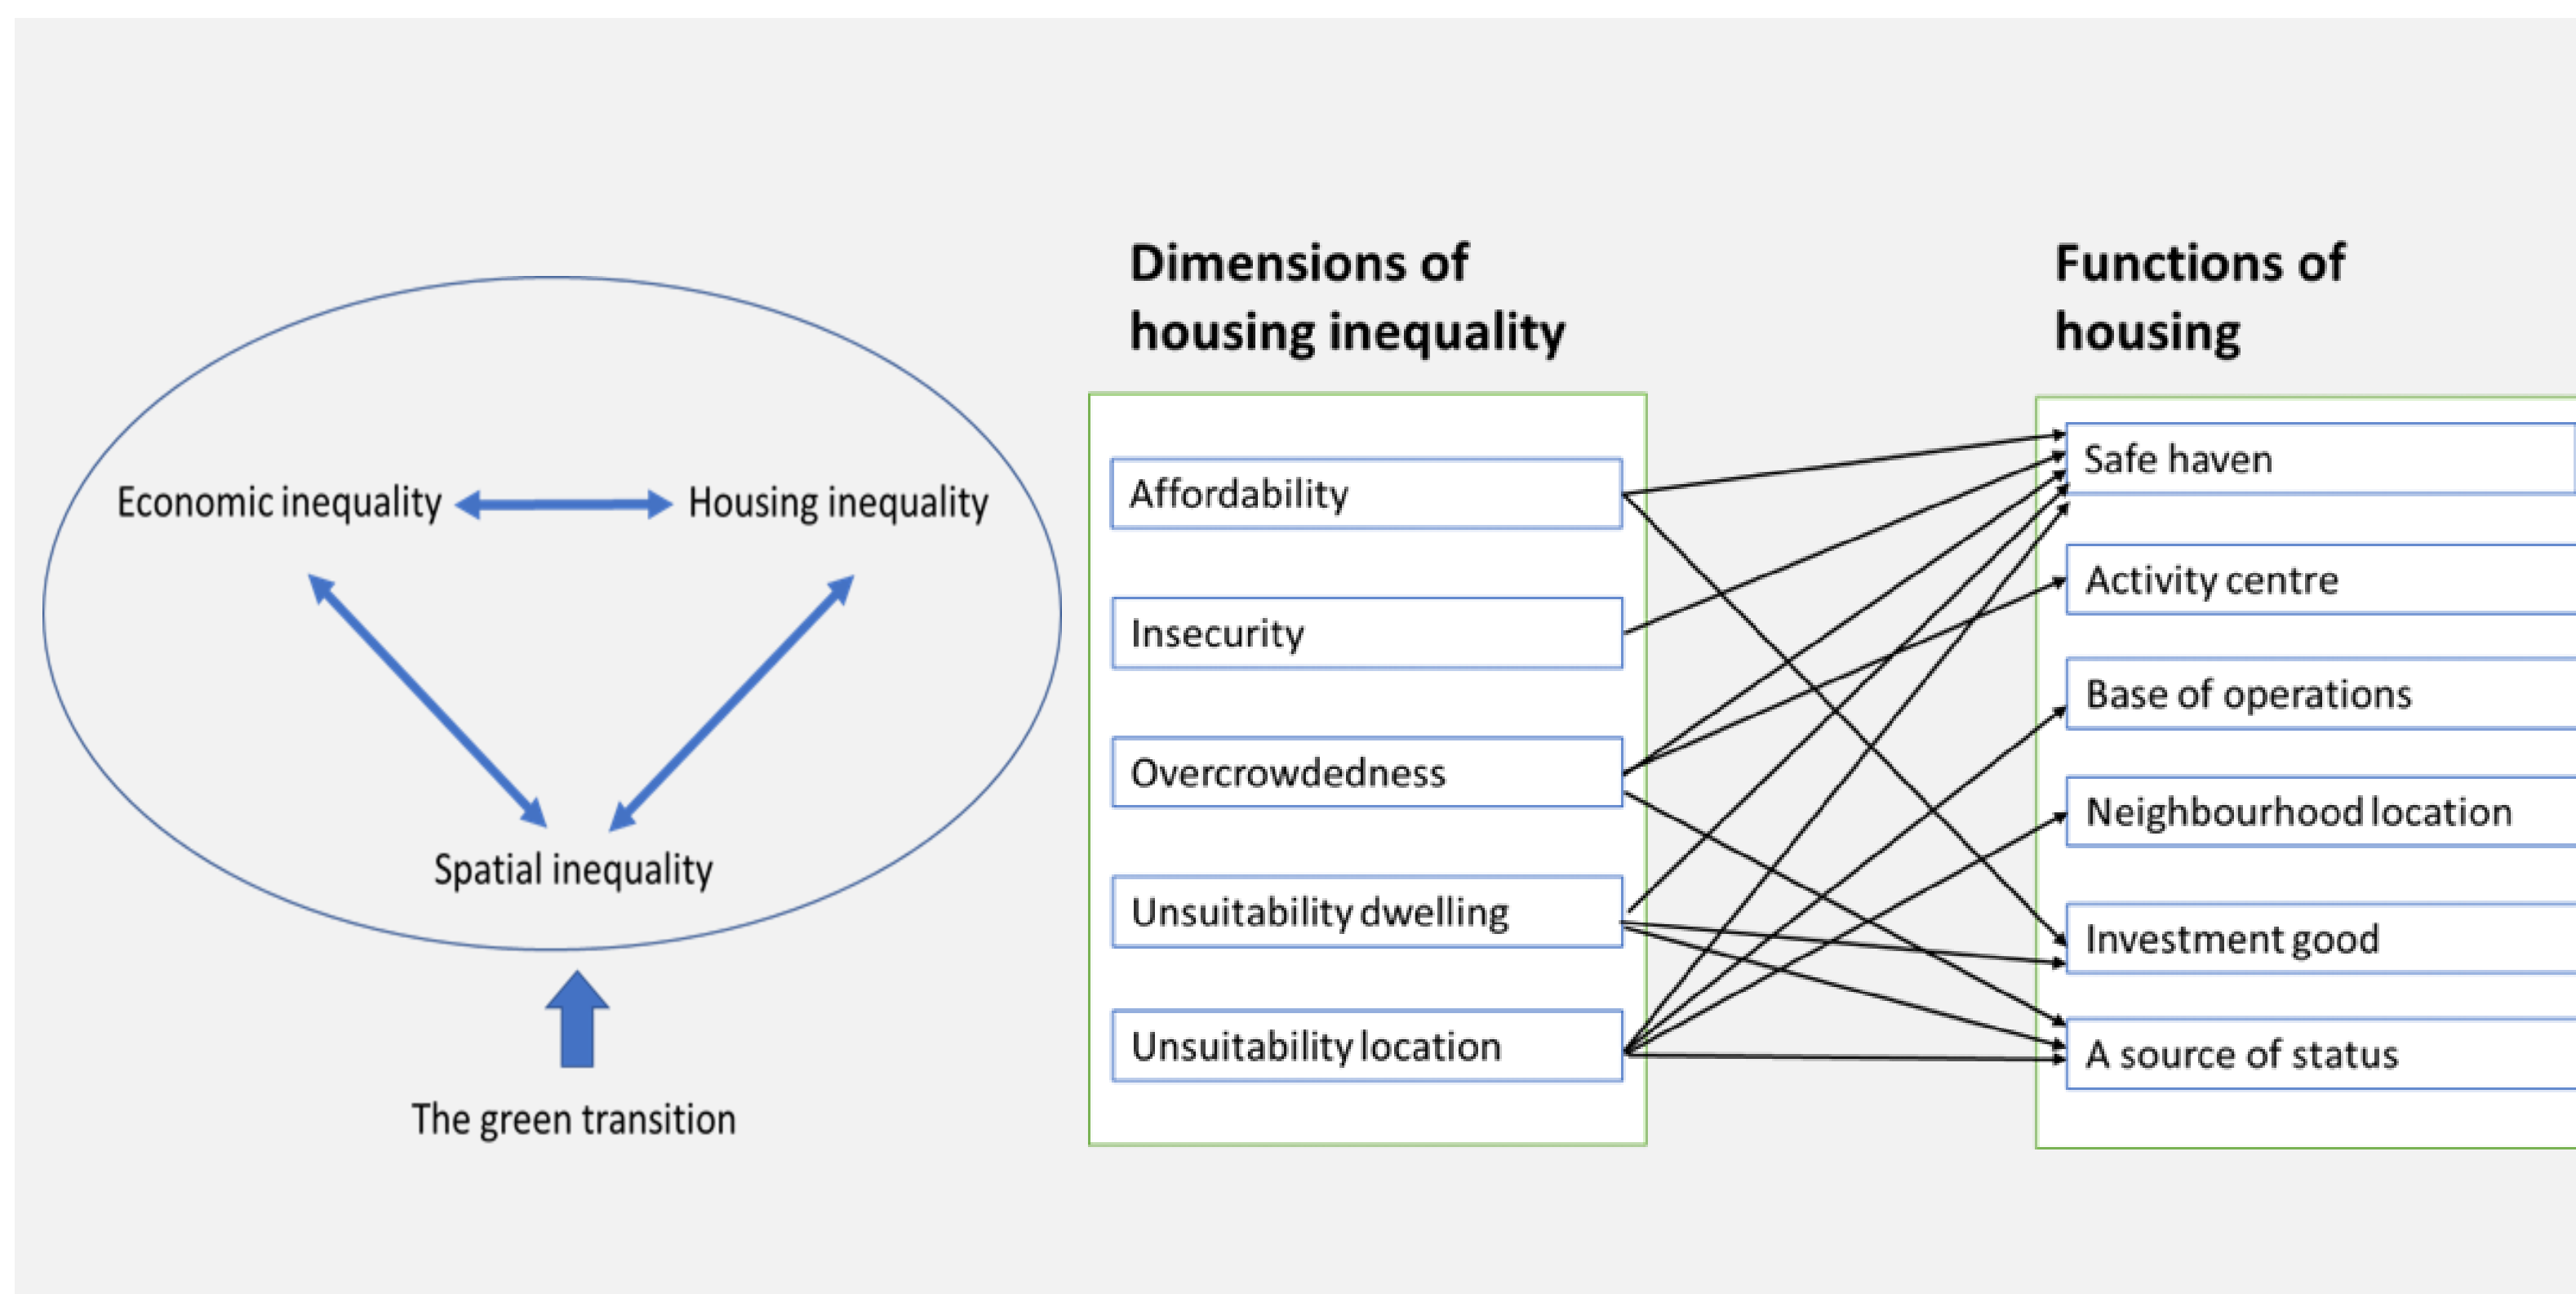 Economic inequality
Housing inequality
Spatial inequality
The green transition
Dimensions of
housing inequality
Affordability
Insecurity
Overcrowdedness
Unsuitability dwelling
Unsuitability location
Functions of
housing
Safe haven
Activity centre
Base of operations
Neighbourhood location
Investment good
A source of status